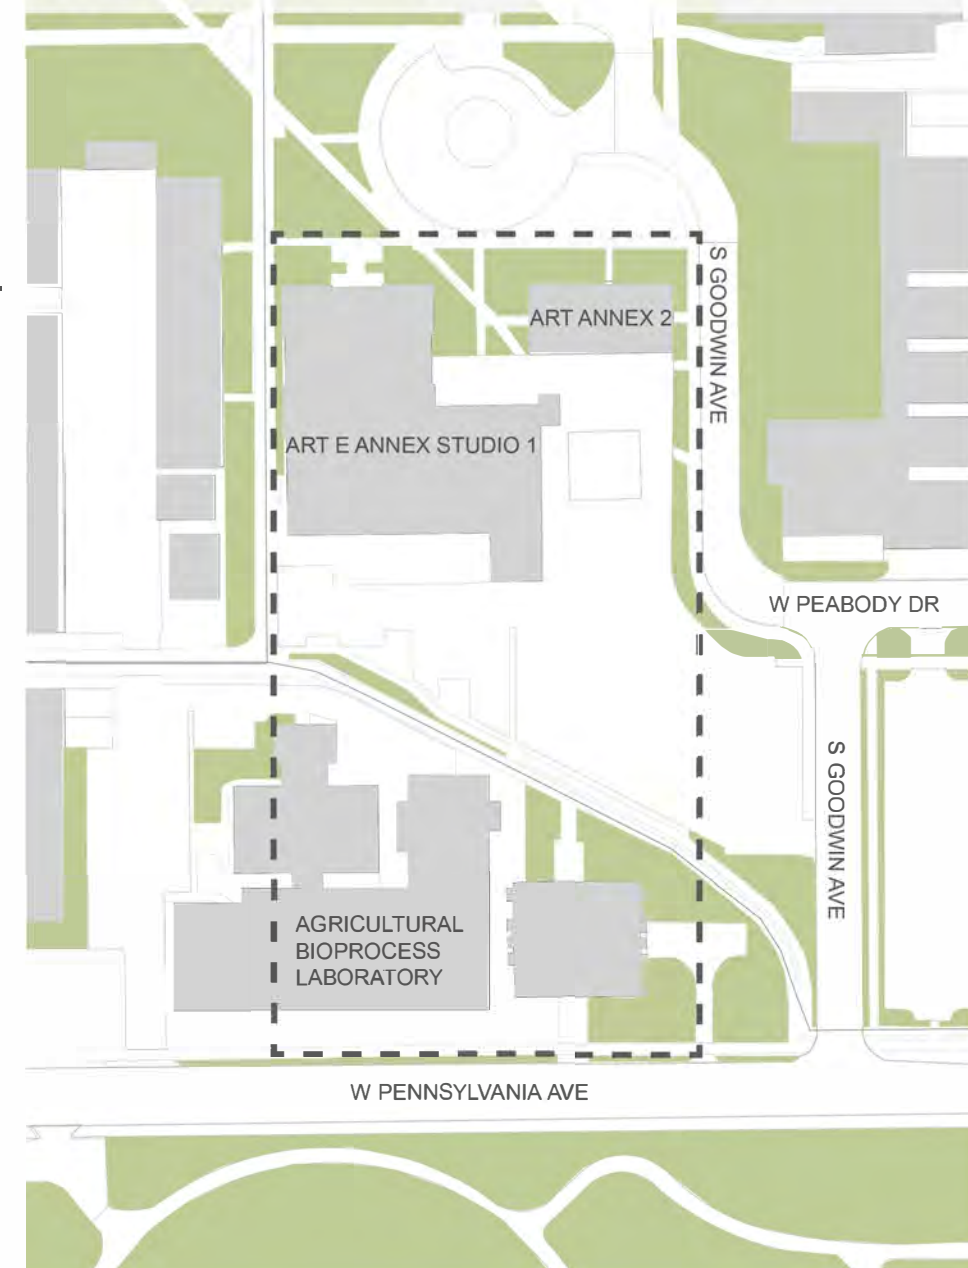 S GOODWIN AVE
ART ANNEX 2
ART E ANNEX STUDIO 1
W PEABODY DR
S GOODWIN AVE
AGRICULTURAL
BIOPROCESS
LABORATORY
W PENNSYLVANIA AVE